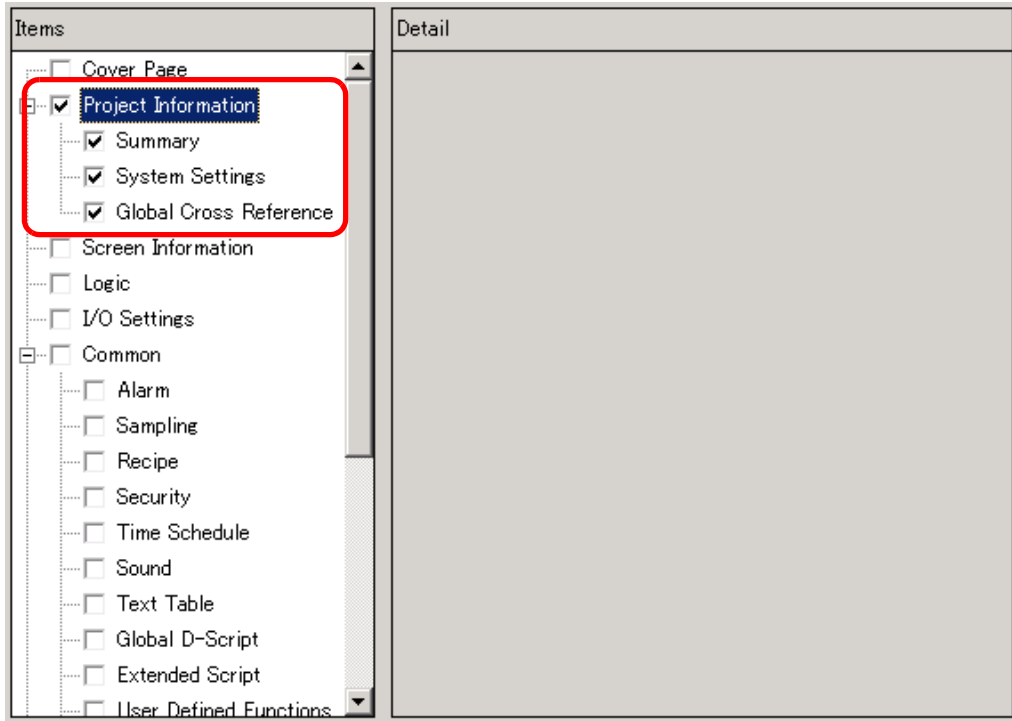 Items
Detail
Cover Page
Project Information
Summary
System Settings
Global Cross Reference
Screen Information
Logic
I/O Settings
Common
Alarm
Sampling
Recipe
Security
Time Schedule
Sound
Text Table
Global D-Script
Extended Script
User Defined Functions